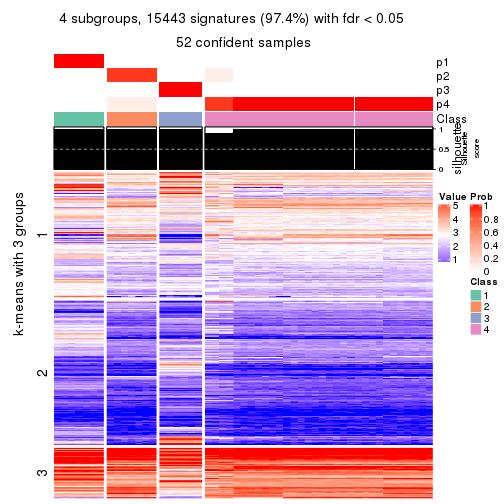 4 subgroups, 15443 signatures (97.4%) with fdr < 0.05
52 confident samples
p1
p2
p3
p4
Class
1
0.5
0
silhouette
Silhouette
score
k-means with 3 groups
1
2
3
Value
5
4
3
2
1
Prob
1
0.8
0.6
0.4
0.2
0
Class
1
2
3
4